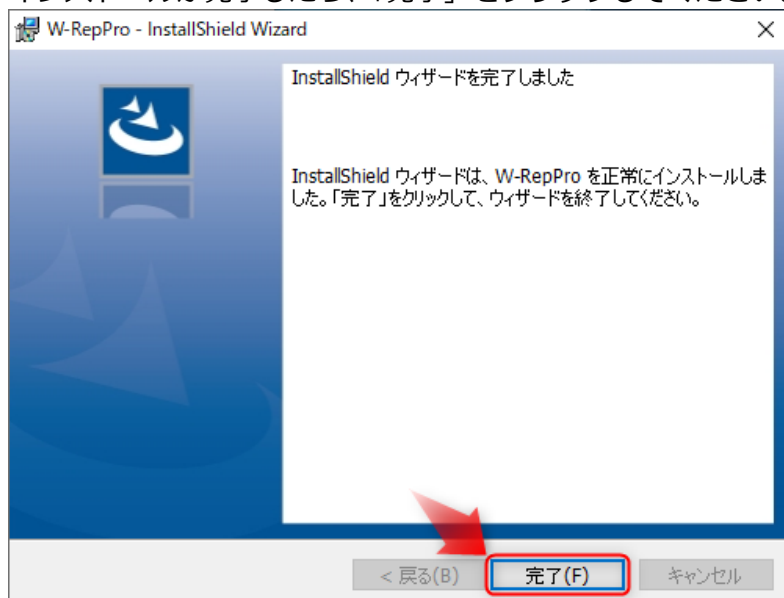 W-RepPro - InstallShield Wizard
InstallShield ウィザードを完了しました
InstallShield ウィザードは、W-RepPro を正常にインストールしま
した。「完了」をクリックして、ウィザードを終了してください。
< 戻る(B)
完了(F)
キャンセル